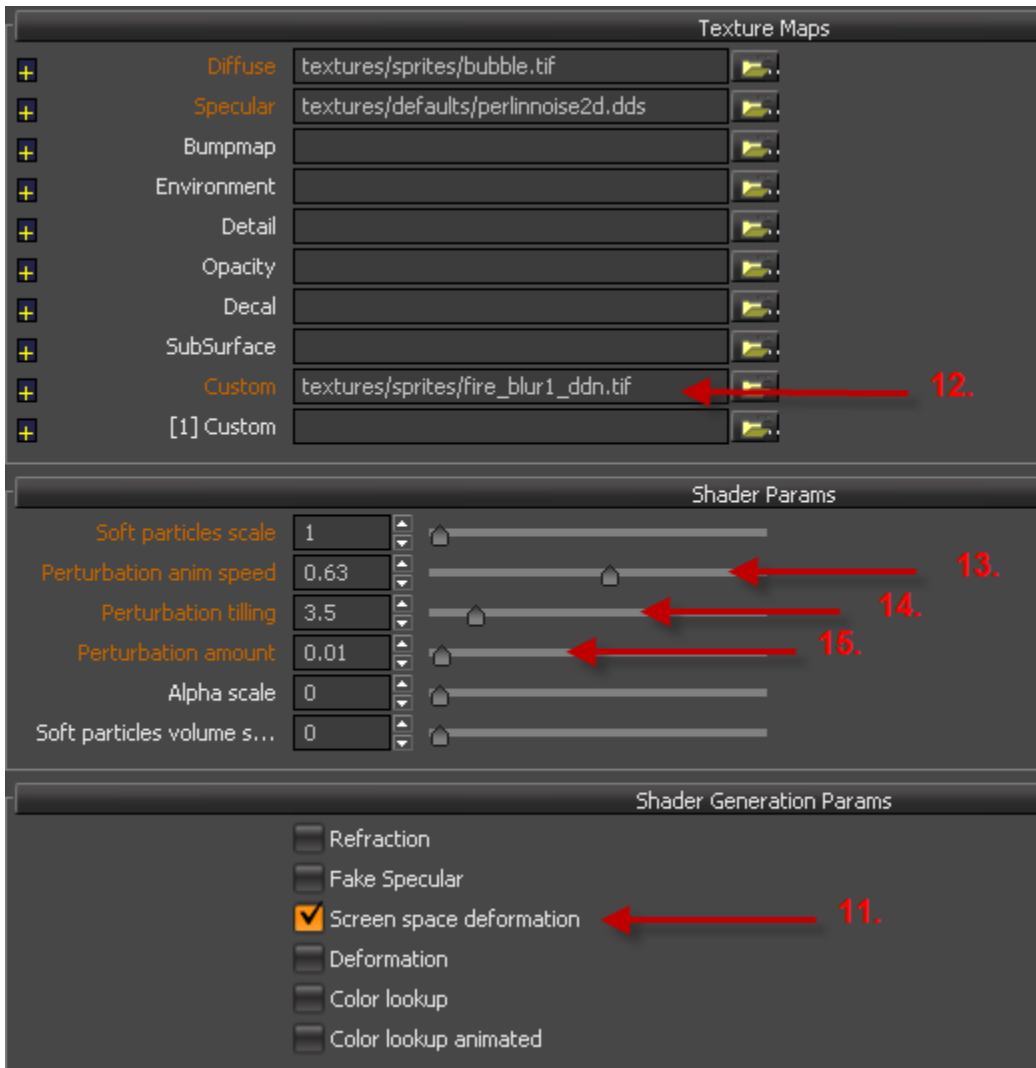 Texture Maps
Diffuse textures/sprites/bubble.tif
Specular textures/defaults/perlinnoise2d.dds
Bumpmap
Environment
Detail
Opacity
Decal
SubSurface
Custom textures/sprites/fire_blur1_ddn.tif 12.
[1] Custom
Shader Params
Soft particles scale 1
Perturbation anim speed 0.63 13.
Perturbation tilling 3.5 14.
Perturbation amount 0.01 15.
Alpha scale 0
Soft particles volume s... 0
Shader Generation Params
Refraction
Fake Specular
Screen space deformation 11.
Deformation
Color lookup
Color lookup animated